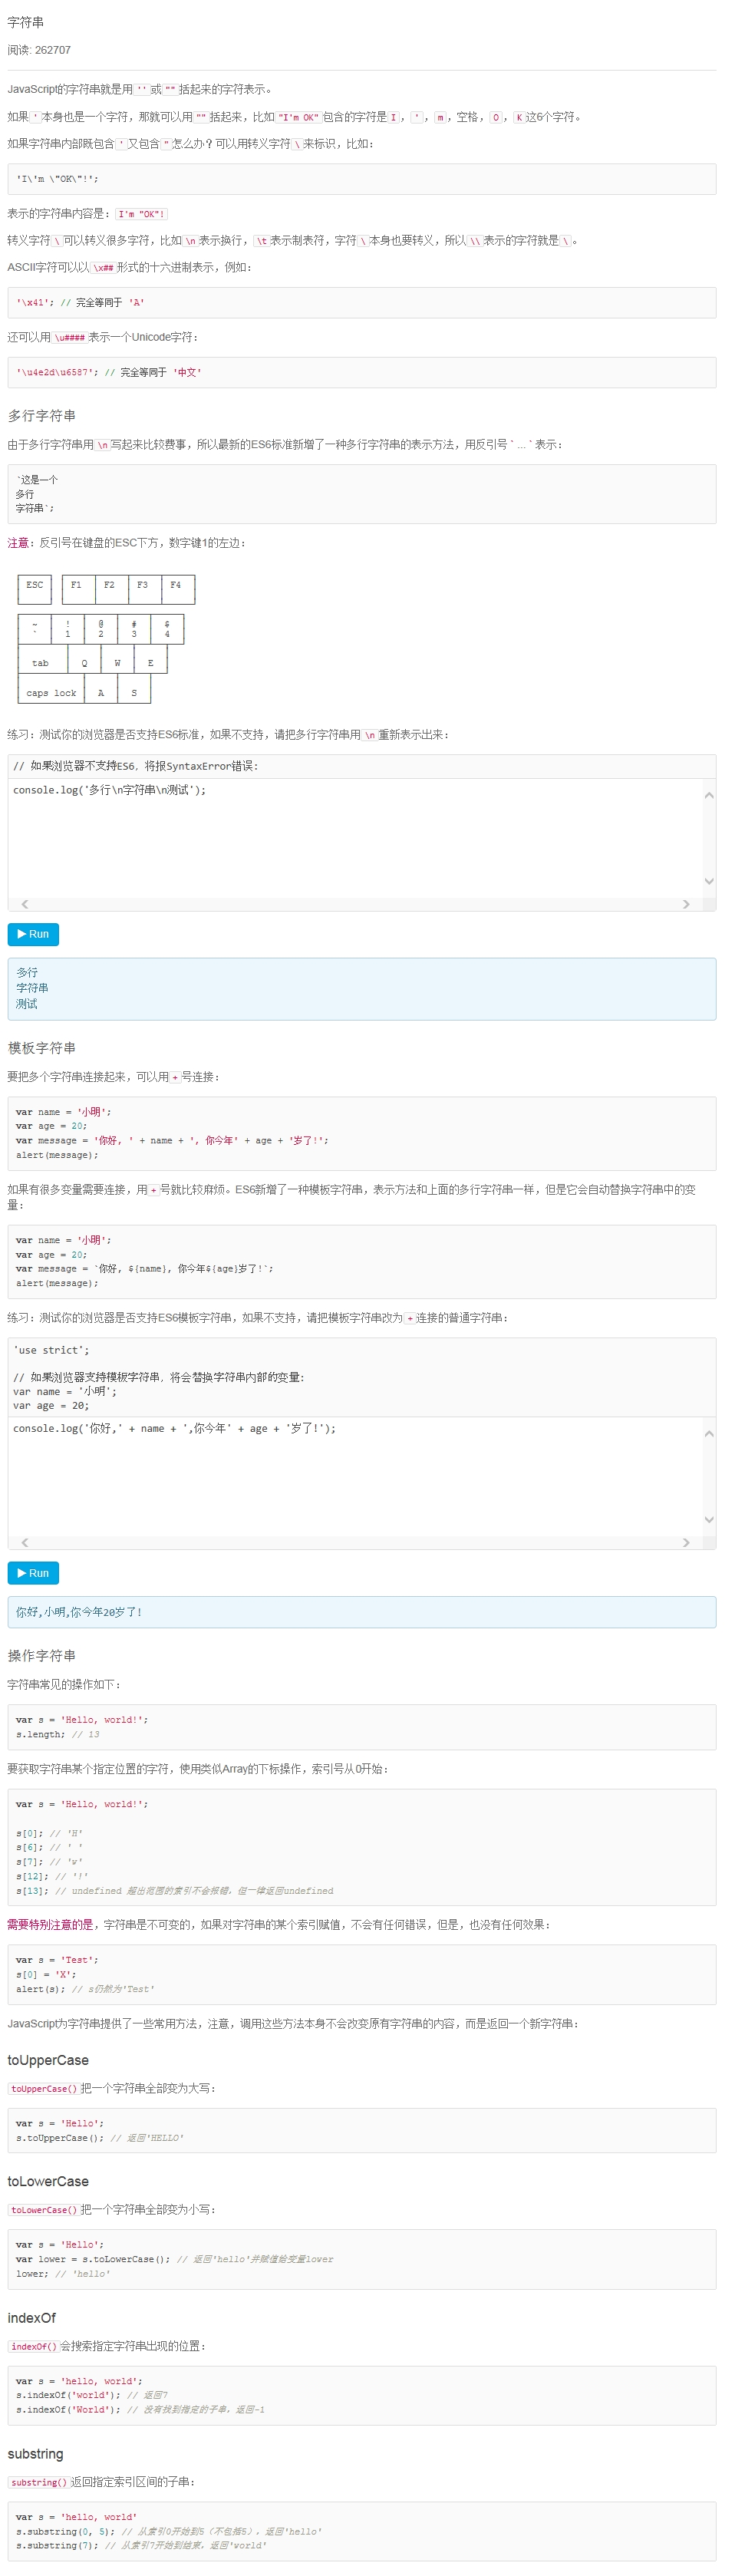 字符串
阅读: 262707
JavaScript的字符串就是用''或""括起来的字符表示。
如果'本身也是一个字符，那就可以用""括起来，比如"I'm OK"包含的字符是I，'，m，空格，O，K这6个字符。
如果字符串内部既包含'又包含"怎么办？可以用转义字符\来标识，比如：
'I\'m \"OK\"!';
表示的字符串内容是：I'm "OK"!
转义字符\可以转义很多字符，比如\n表示换行，\t表示制表符，字符\本身也要转义，所以\\表示的字符就是\。
ASCII字符可以以\x##形式的十六进制表示，例如：
'\x41'; // 完全等同于 'A'
还可以用\u####表示一个Unicode字符：
'\u4e2d\u6587'; // 完全等同于 '中文'
多行字符串
由于多行字符串用\n写起来比较费事，所以最新的ES6标准新增了一种多行字符串的表示方法，用反引号 ` ... ` 表示：
`这是一个
多行
字符串`;
注意：反引号在键盘的ESC下方，数字键1的左边：
ESC F1 F2 F3 F4
~ ! @ # $
` 1 2 3 4
tab Q W E
caps lock A S
练习：测试你的浏览器是否支持ES6标准，如果不支持，请把多行字符串用\n重新表示出来：
// 如果浏览器不支持ES6，将报SyntaxError错误:
console.log('多行\n字符串\n测试');
Run
多行
字符串
测试
模板字符串
要把多个字符串连接起来，可以用+号连接：
var name = '小明';
var age = 20;
var message = '你好, ' + name + ', 你今年' + age + '岁了!';
alert(message);
如果有很多变量需要连接，用+号就比较麻烦。ES6新增了一种模板字符串，表示方法和上面的多行字符串一样，但是它会自动替换字符串中的变
量：
var name = '小明';
var age = 20;
var message = `你好, ${name}, 你今年${age}岁了!`;
alert(message);
练习：测试你的浏览器是否支持ES6模板字符串，如果不支持，请把模板字符串改为+连接的普通字符串：
'use strict';
// 如果浏览器支持模板字符串，将会替换字符串内部的变量:
var name = '小明';
var age = 20;
console.log('你好,' + name + ',你今年' + age + '岁了!');
Run
你好,小明,你今年20岁了!
操作字符串
字符串常见的操作如下：
var s = 'Hello, world!';
s.length; // 13
要获取字符串某个指定位置的字符，使用类似Array的下标操作，索引号从0开始：
var s = 'Hello, world!';
s[0]; // 'H'
s[6]; // ' '
s[7]; // 'w'
s[12]; // '!'
s[13]; // undefined 超出范围的索引不会报错，但一律返回undefined
需要特别注意的是，字符串是不可变的，如果对字符串的某个索引赋值，不会有任何错误，但是，也没有任何效果：
var s = 'Test';
s[0] = 'X';
alert(s); // s仍然为'Test'
JavaScript为字符串提供了一些常用方法，注意，调用这些方法本身不会改变原有字符串的内容，而是返回一个新字符串：
toUpperCase
toUpperCase()把一个字符串全部变为大写：
var s = 'Hello';
s.toUpperCase(); // 返回'HELLO'
toLowerCase
toLowerCase()把一个字符串全部变为小写：
var s = 'Hello';
var lower = s.toLowerCase(); // 返回'hello'并赋值给变量lower
lower; // 'hello'
indexOf
indexOf()会搜索指定字符串出现的位置：
var s = 'hello, world';
s.indexOf('world'); // 返回7
s.indexOf('World'); // 没有找到指定的子串，返回-1
substring
substring()返回指定索引区间的子串：
var s = 'hello, world'
s.substring(0, 5); // 从索引0开始到5（不包括5），返回'hello'
s.substring(7); // 从索引7开始到结束，返回'world'